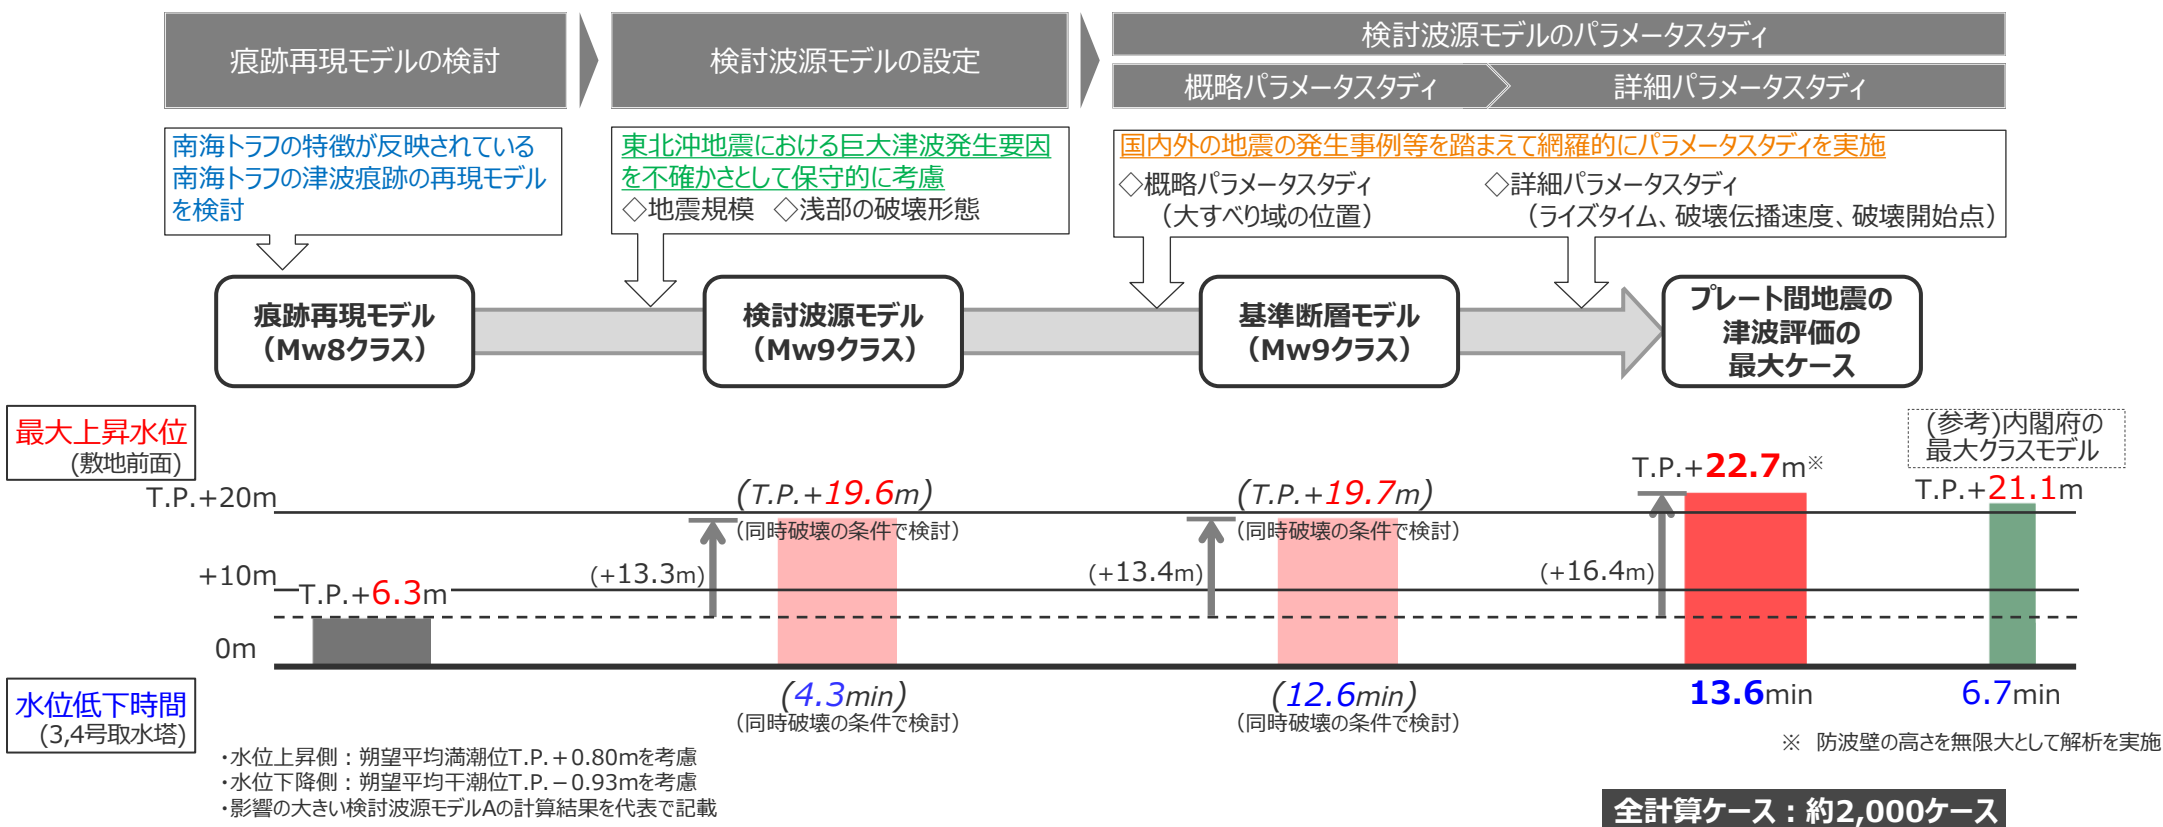 痕跡再現モデルの検討
検討波源モデルの設定
検討波源モデルのパラメータスタディ
概略パラメータスタディ
詳細パラメータスタディ
南海トラフの特徴が反映されている
南海トラフの津波痕跡の再現モデル
を検討
東北沖地震における巨大津波発生要因
を不確かさとして保守的に考慮
◇地震規模 ◇浅部の破壊形態
国内外の地震の発生事例等を踏まえて網羅的にパラメータスタディを実施
◇概略パラメータスタディ
（大すべり域の位置）
◇詳細パラメータスタディ
（ライズタイム、破壊伝播速度、破壊開始点）
痕跡再現モデル
（Mw8クラス）
検討波源モデル
（Mw9クラス）
基準断層モデル
（Mw9クラス）
プレート間地震の
津波評価の
最大ケース
最大上昇水位
(敷地前面)
(参考)内閣府の
最大クラスモデル
T.P.+20m
+10m
0m
T.P.+6.3m
(T.P.+19.6m)
（同時破壊の条件で検討）
(+13.3m)
(T.P.+19.7m)
（同時破壊の条件で検討）
(+13.4m)
T.P.+22.7m※
(+16.4m)
T.P.+21.1m
水位低下時間
(3,4号取水塔)
(4.3min)
（同時破壊の条件で検討）
(12.6min)
（同時破壊の条件で検討）
13.6min
6.7min
※ 防波壁の高さを無限大として解析を実施
・水位上昇側：朔望平均満潮位T.P.＋0.80mを考慮
・水位下降側：朔望平均干潮位T.P.－0.93mを考慮
・影響の大きい検討波源モデルAの計算結果を代表で記載
全計算ケース：約2,000ケース